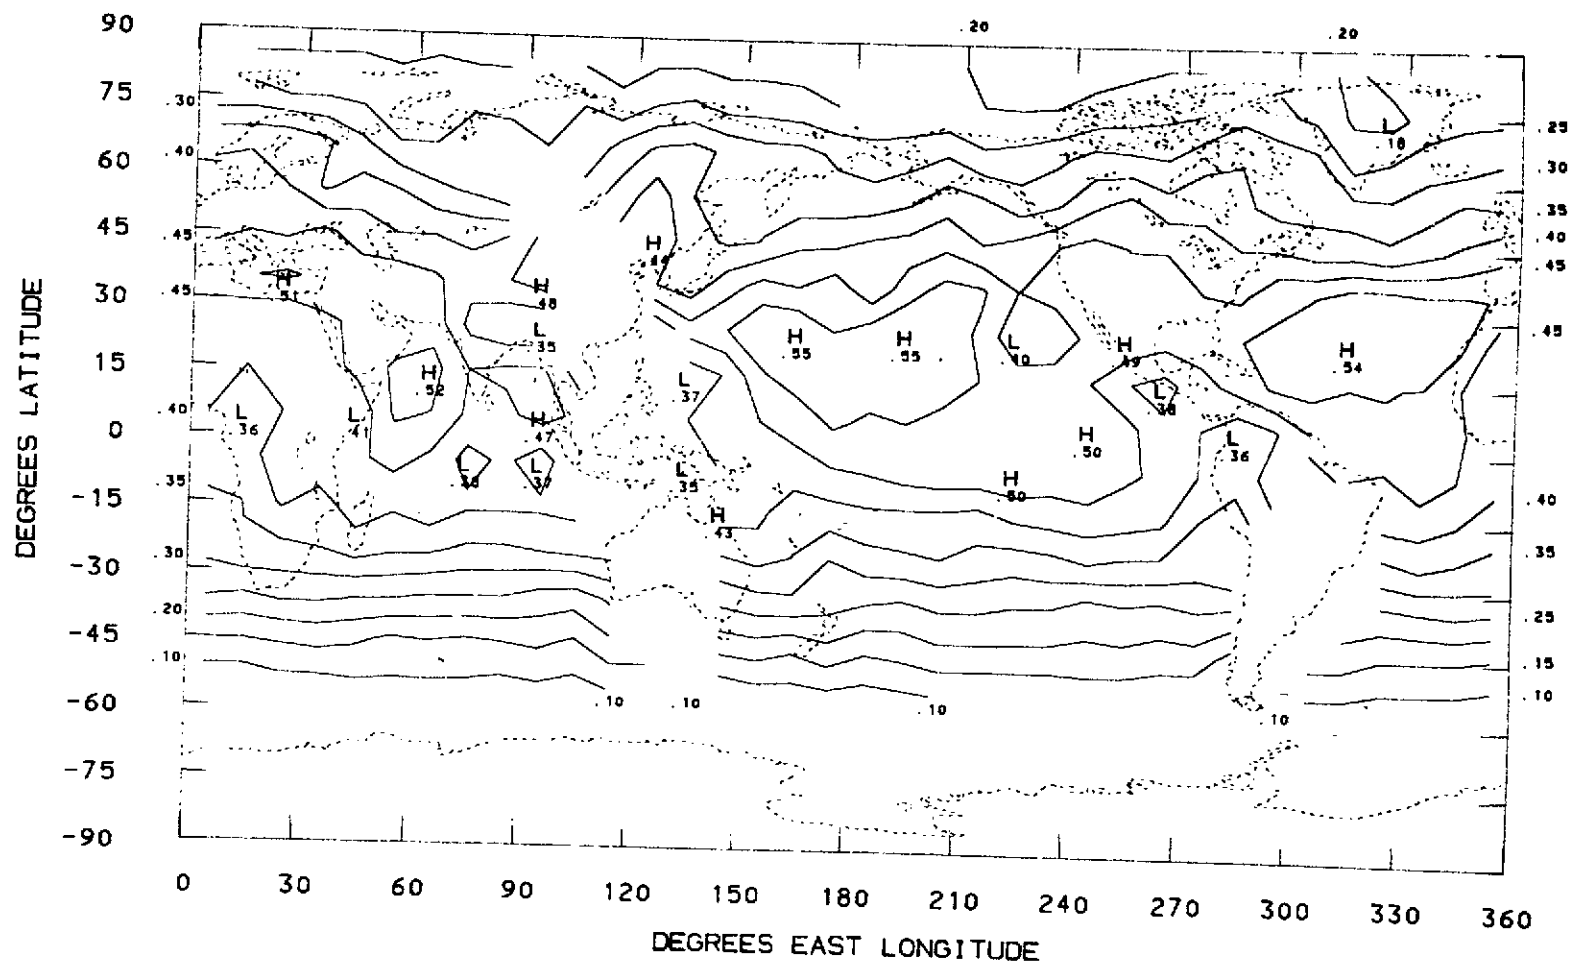 90
75
60
45
30
15
0
-15
-30
-45
-60
-75
-90
DEGREES LATITUDE
.20
.20
.30
.40
.45
.45
.40
.35
.30
.20
.10
.25
.30
.35
.40
.45
.45
.40
.35
.25
.15
.10
L
.18
H
.44
H
.51
H
.48
L
.35
H
.55
H
.55
L
.40
H
.49
H
.54
H
.52
L
.37
L
.38
L
.36
L
.41
H
.47
H
.50
L
.36
L
L
.37
L
.35
H
.50
H
.43
.10
.10
.10
.10
0 30 60 90 120 150 180 210 240 270 300 330 360
DEGREES EAST LONGITUDE